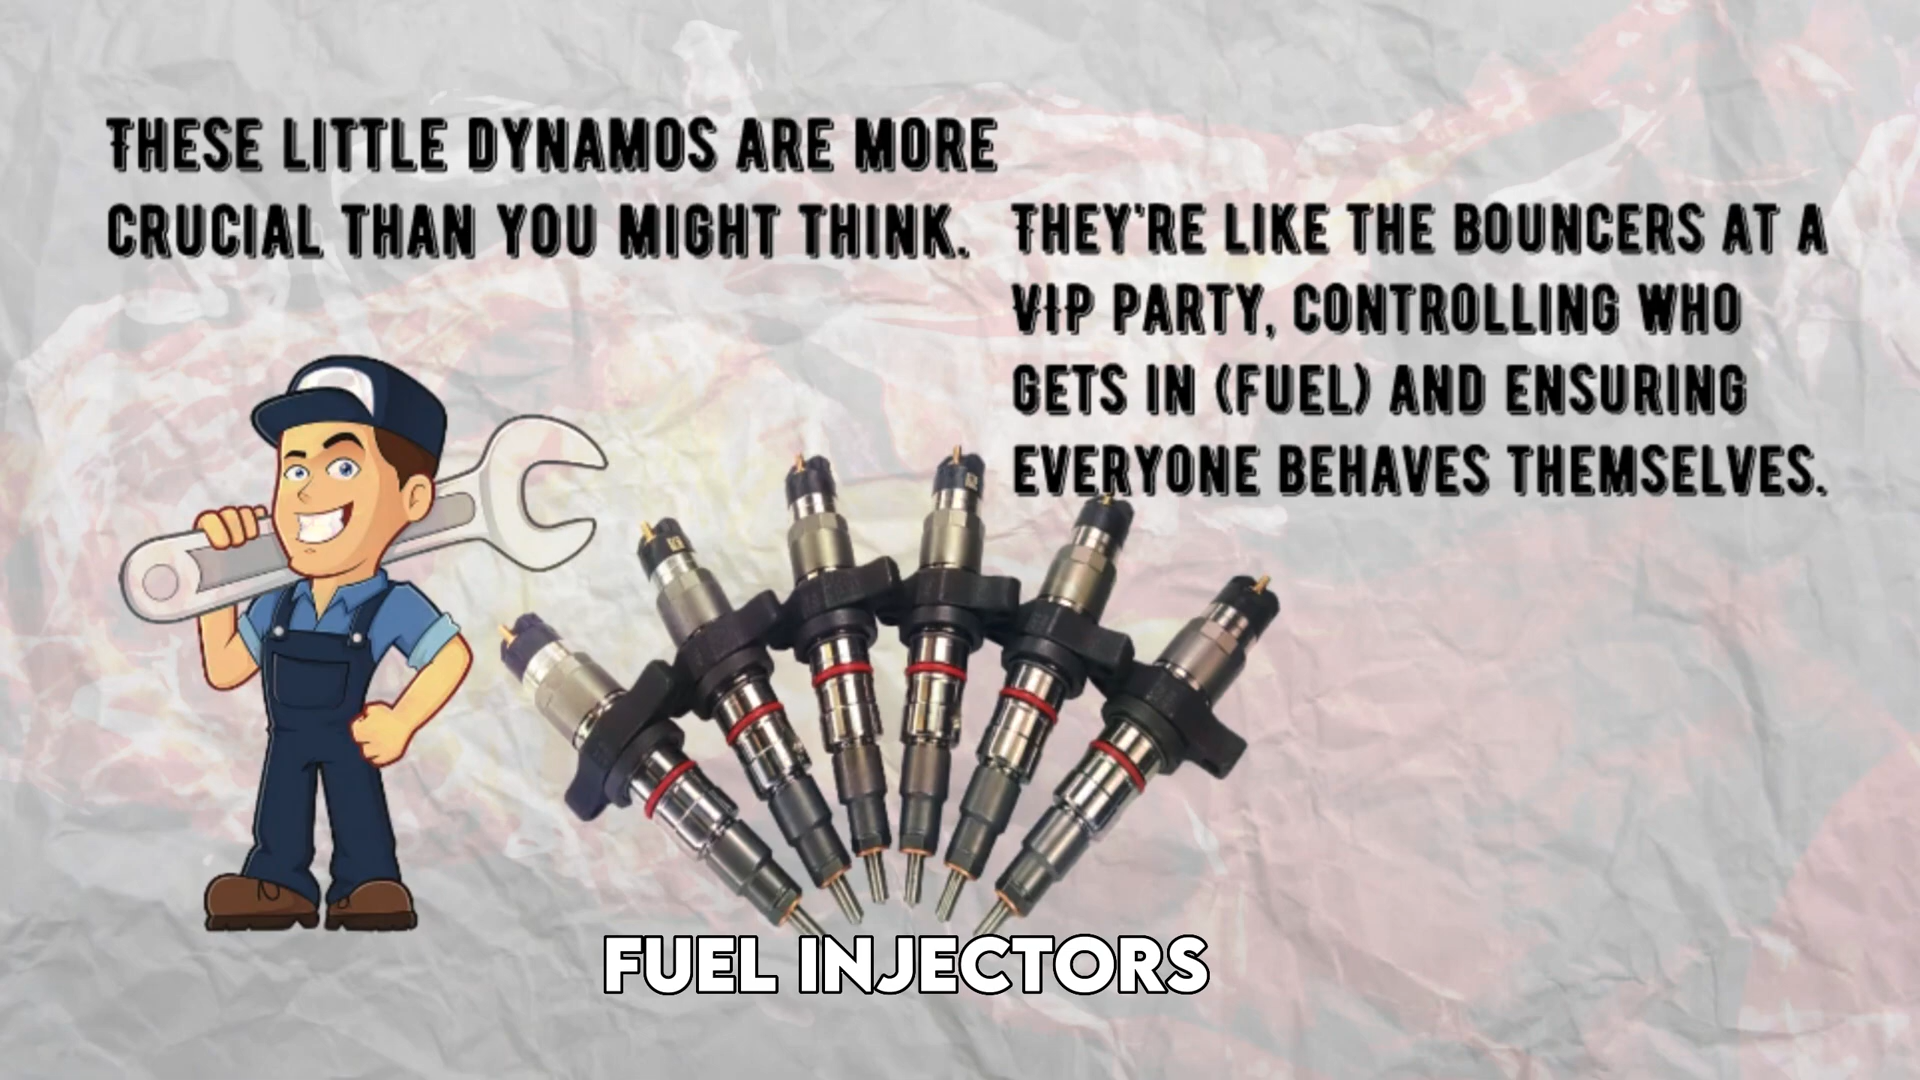 THESE LITTLE DYNAMOS ARE MORE
CRUCIAL THAN YOU MIGHT THINK.
THEY'RE LIKE THE BOUNCERS AT A
VIP PARTY, CONTROLLING WHO
GETS IN (FUEL) AND ENSURING
EVERYONE BEHAVES THEMSELVES.
FUEL INJECTORS